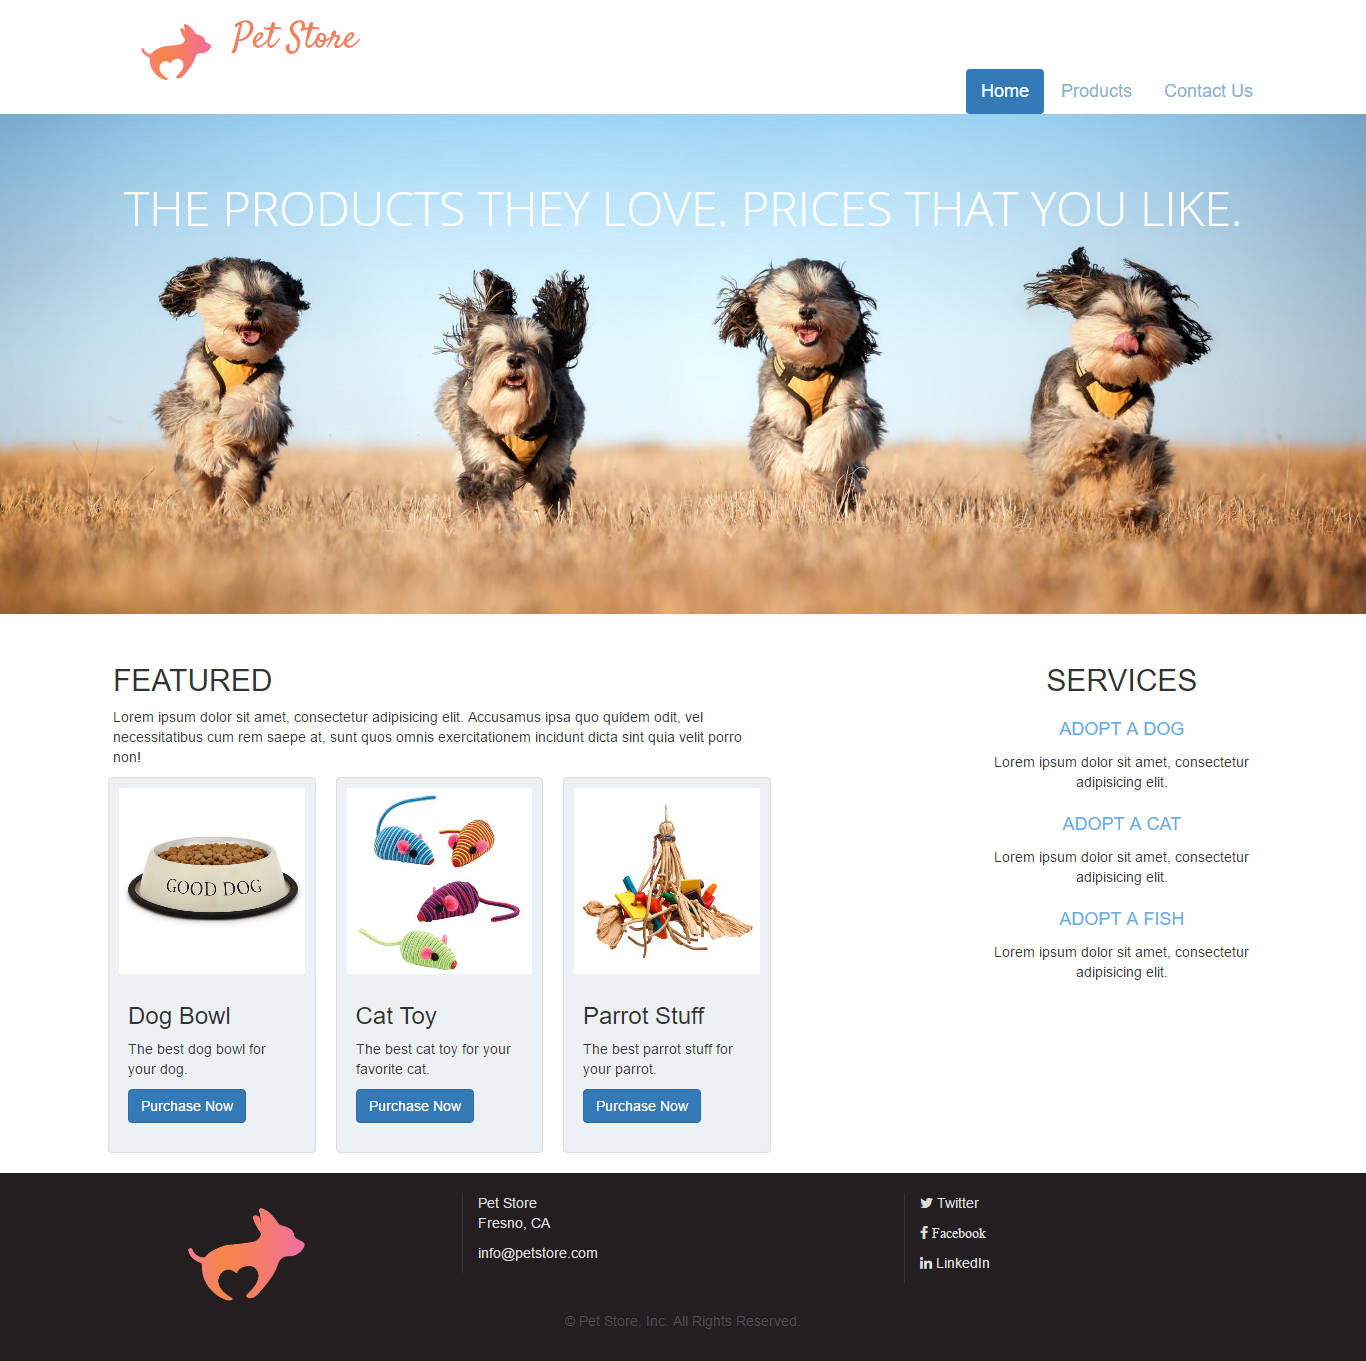 Pet Store
Home Products Contact Us
THE PRODUCTS THEY LOVE. PRICES THAT YOU LIKE.
FEATURED
Lorem ipsum dolor sit amet, consectetur adipisicing elit. Accusamus ipsa quo quidem odit, vel
necessitatibus cum rem saepe at, sunt quos omnis exercitationem incidunt dicta sint quia velit porro
non!
GOOD DOG
Dog Bowl
The best dog bowl for
your dog.
Purchase Now
Cat Toy
The best cat toy for your
favorite cat.
Purchase Now
Parrot Stuff
The best parrot stuff for
your parrot.
Purchase Now
SERVICES
ADOPT A DOG
Lorem ipsum dolor sit amet, consectetur
adipisicing elit.
ADOPT A CAT
Lorem ipsum dolor sit amet, consectetur
adipisicing elit.
ADOPT A FISH
Lorem ipsum dolor sit amet, consectetur
adipisicing elit.
Pet Store
Fresno, CA
info@petstore.com
Twitter
Facebook
LinkedIn
© Pet Store, Inc. All Rights Reserved.